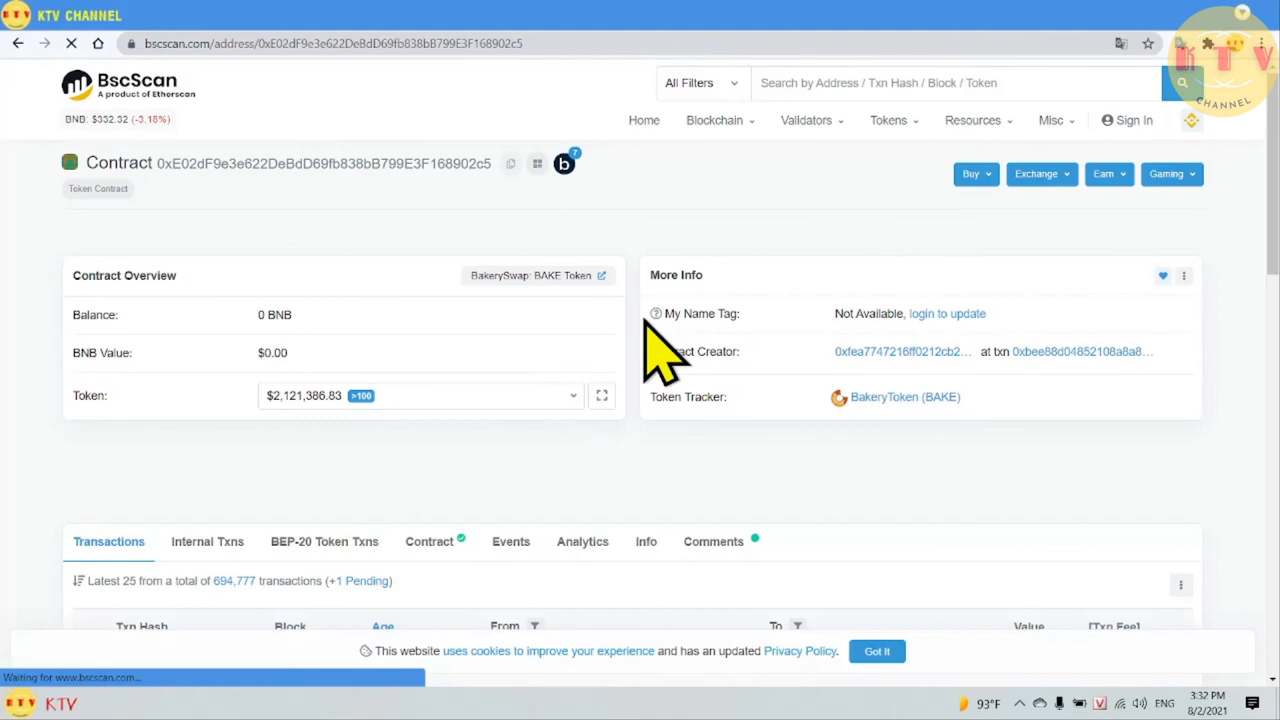 KTV CHANNEL
bscscan.com/address/0xE02dF9e3e622DeBdD69fb838bB799E3F168902c5
KTV
CHANNEL
BscScan
A product of Etherscan
All Filters
Search by Address / Txn Hash / Block / Token
BNB: $332.32 (-3.18%)
Home
Blockchain
Validators
Tokens
Resources
Misc
Sign In
Contract 0xE02dF9e3e622DeBdD69fb838bB799E3F168902c5
b
7
Token Contract
Buy
Exchange
Earn
Gaming
Contract Overview
BakerySwap: BAKE Token
Balance:
0 BNB
BNB Value:
$0.00
Token:
$2,121,386.83 >100
More Info
My Name Tag:
Not Available, login to update
Creator:
0xfea7747216ff0212cb2... at txn 0xbee88d04852108a8a8...
Token Tracker:
BakeryToken (BAKE)
Transactions
Internal Txns
BEP-20 Token Txns
Contract
Events
Analytics
Info
Comments
Latest 25 from a total of 694,777 transactions (+1 Pending)
Txn Hash
Block
Age
From
To
Value
[Txn Fee]
This website uses cookies to improve your experience and has an updated Privacy Policy.
Got It
Waiting for www.bscscan.com...
KTV
93°F
V
ENG
3:32 PM
8/2/2021